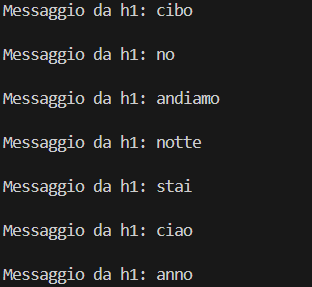 Messaggio da h1: cibo
Messaggio da h1: no
Messaggio da h1: andiamo
Messaggio da h1: notte
Messaggio da h1: stai
Messaggio da h1: ciao
Messaggio da h1: anno